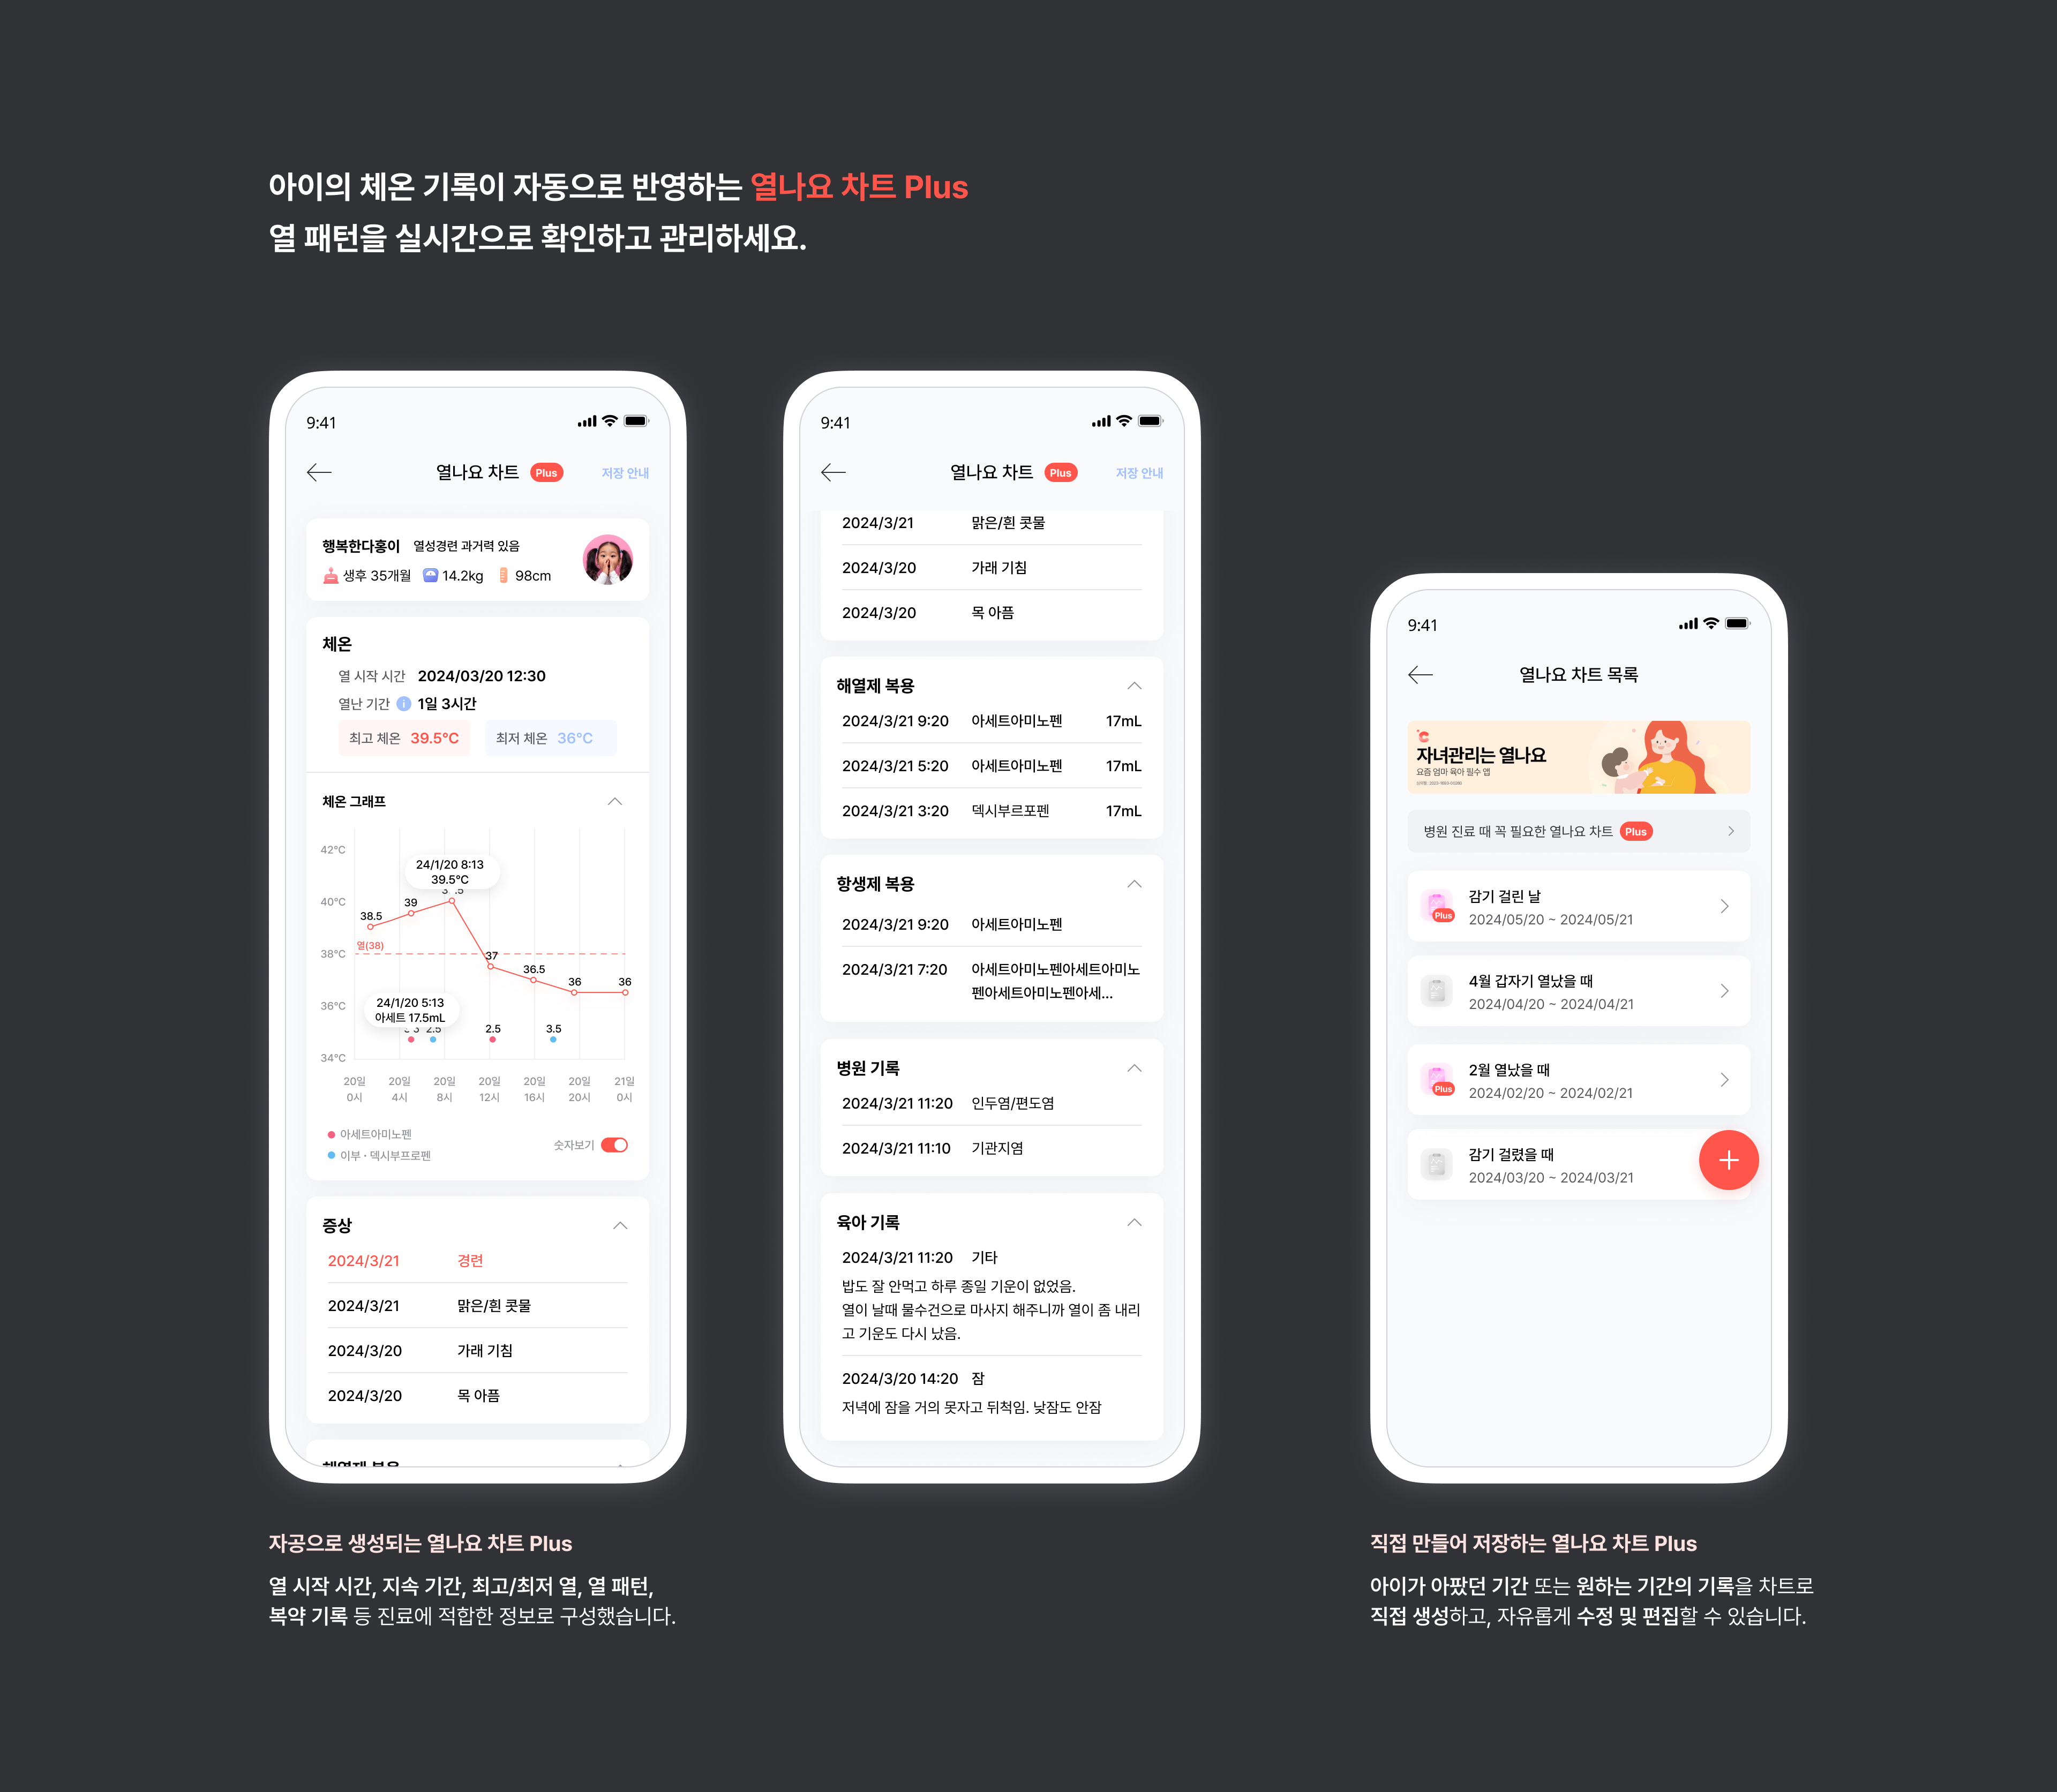 아이의 체온 기록이 자동으로 반영하는 열나요 차트 Plus
열 패턴을 실시간으로 확인하고 관리하세요.
9:41
열나요 차트 Plus 저장 안내
행복한다홍이 열성경련 과거력 있음
생후 35개월 14.2kg 98cm
체온
열 시작 시간 2024/03/20 12:30
열난 기간 i 1일 3시간
최고 체온 39.5°C 최저 체온 36°C
체온 그래프
42°C
40°C
38°C
36°C
34°C
24/1/20 8:13
39.5°C
38.5
39
열(38)
37
36.5
36
36
24/1/20 5:13
아세트 17.5mL
2.5
2.5
3.5
20일 20일 20일 20일 20일 20일 21일
0시 4시 8시 12시 16시 20시 0시
아세트아미노펜
이부·덱시부프로펜
숫자보기
증상
2024/3/21 경련
2024/3/21 맑은/흰 콧물
2024/3/20 가래 기침
2024/3/20 목 아픔
9:41
열나요 차트 Plus 저장 안내
2024/3/21 맑은/흰 콧물
2024/3/20 가래 기침
2024/3/20 목 아픔
해열제 복용
2024/3/21 9:20 아세트아미노펜 17mL
2024/3/21 5:20 아세트아미노펜 17mL
2024/3/21 3:20 덱시부르포펜 17mL
항생제 복용
2024/3/21 9:20 아세트아미노펜
2024/3/21 7:20 아세트아미노펜아세트아미노
펜아세트아미노펜아세...
병원 기록
2024/3/21 11:20 인두염/편도염
2024/3/21 11:10 기관지염
육아 기록
2024/3/21 11:20 기타
밥도 잘 안먹고 하루 종일 기운이 없었음.
열이 날때 물수건으로 마사지 해주니까 열이 좀 내리
고 기운도 다시 났음.
2024/3/20 14:20 잠
저녁에 잠을 거의 못자고 뒤척임. 낮잠도 안잠
9:41
열나요 차트 목록
자녀관리는 열나요
요즘 엄마 육아 필수 앱
병원 진료 때 꼭 필요한 열나요 차트 Plus
감기 걸린 날
Plus
2024/05/20 ~ 2024/05/21
4월 갑자기 열났을 때
2024/04/20 ~ 2024/04/21
2월 열났을 때
Plus
2024/02/20 ~ 2024/02/21
감기 걸렸을 때
2024/03/20 ~ 2024/03/21
자공으로 생성되는 열나요 차트 Plus
열 시작 시간, 지속 기간, 최고/최저 열, 열 패턴,
복약 기록 등 진료에 적합한 정보로 구성했습니다.
직접 만들어 저장하는 열나요 차트 Plus
아이가 아팠던 기간 또는 원하는 기간의 기록을 차트로
직접 생성하고, 자유롭게 수정 및 편집할 수 있습니다.